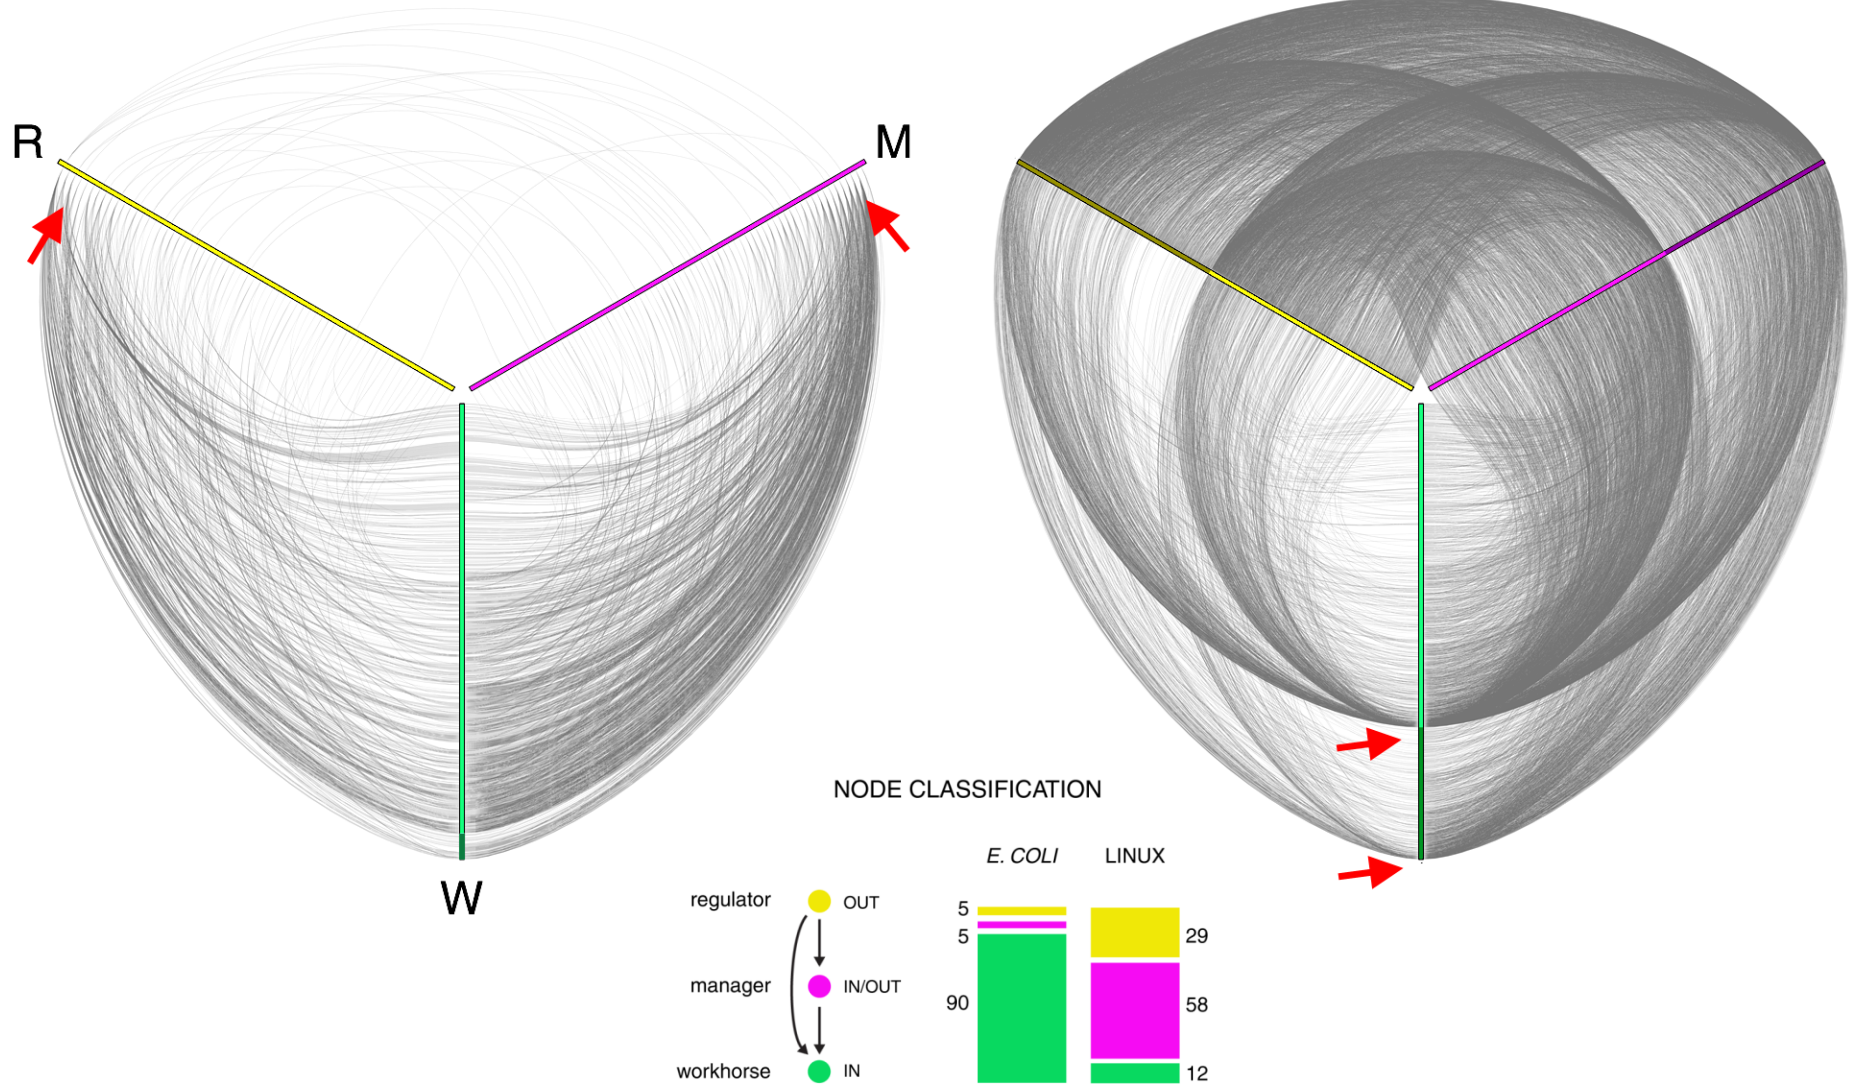 R
M
W
NODE CLASSIFICATION
E. COLI LINUX
regulator OUT
manager IN/OUT
workhorse IN
5
5
90
29
58
12